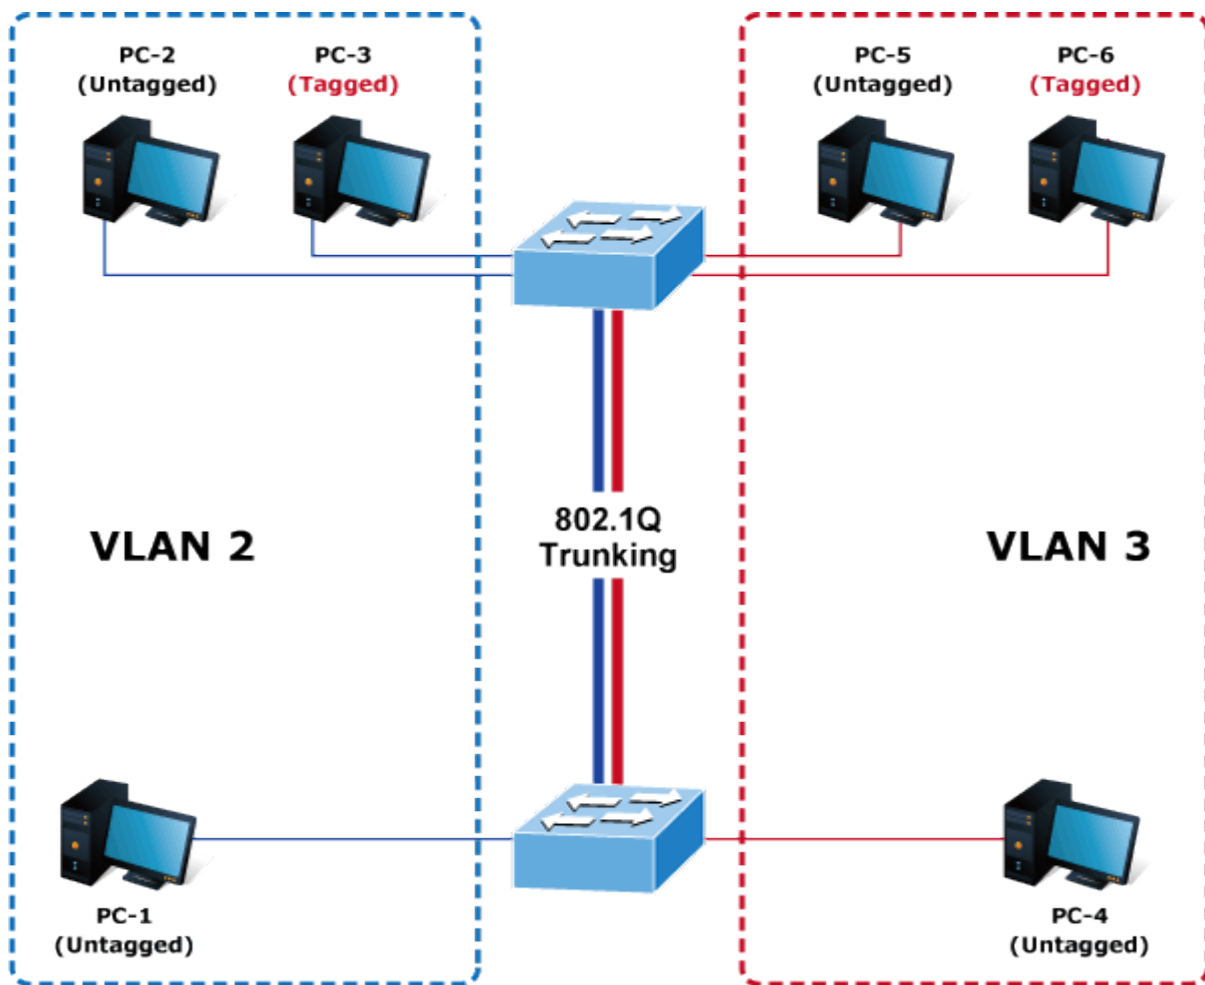 PC-2
(Untagged)
PC-3
(Tagged)
PC-5
(Untagged)
PC-6
(Tagged)
VLAN 2
802.1Q
Trunking
VLAN 3
PC-1
(Untagged)
PC-4
(Untagged)